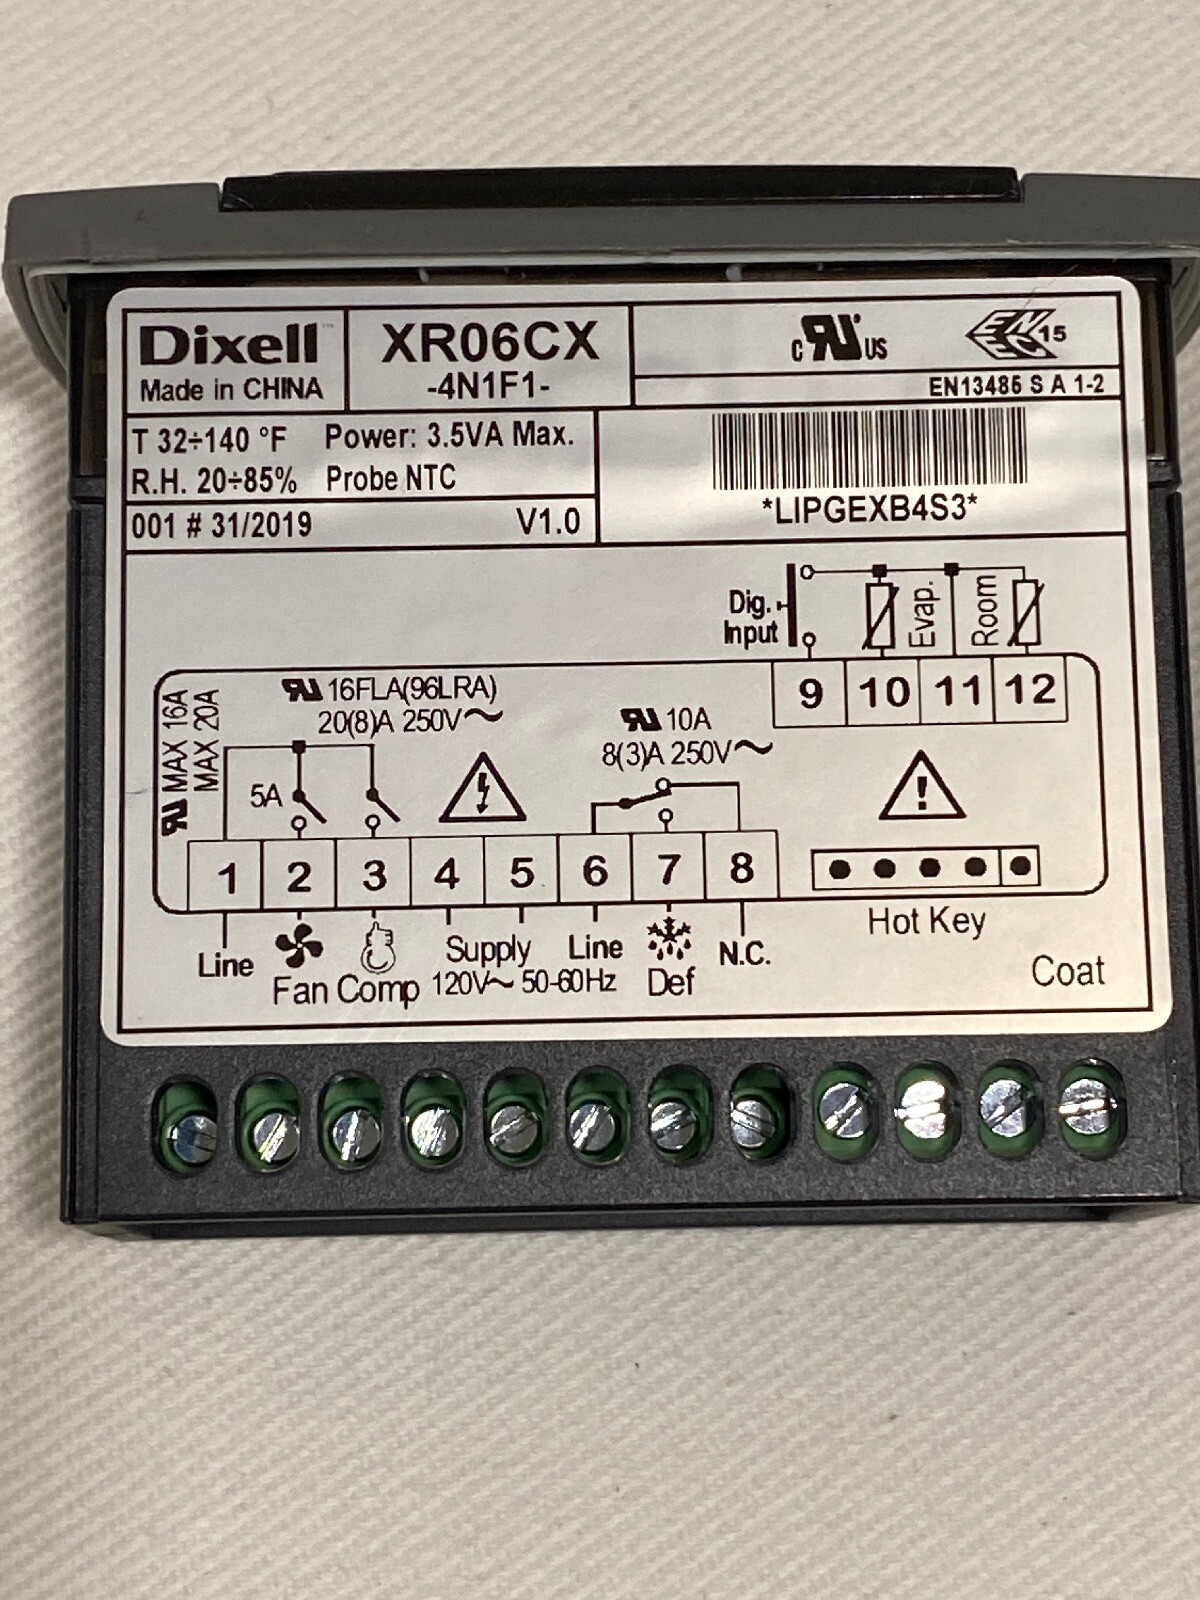 Dixell™
Made in CHINA
XR06CX
-4N1F1-
c RU US
15
EN13485 S A 1-2
T 32÷140 °F Power: 3.5VA Max.
R.H. 20÷85% Probe NTC
001 # 31/2019 V1.0
*LIPGEXB4S3*
Dig.
Input
Evap.
Room
9 10 11 12
MAX 16A
MAX 20A
16FLA(96LRA)
20(8)A 250V~
10A
8(3)A 250V~
5A
!
1 2 3 4 5 6 7 8
Line
Fan
Comp
Supply
120V~ 50-60Hz
Line
Def
N.C.
Hot Key
Coat